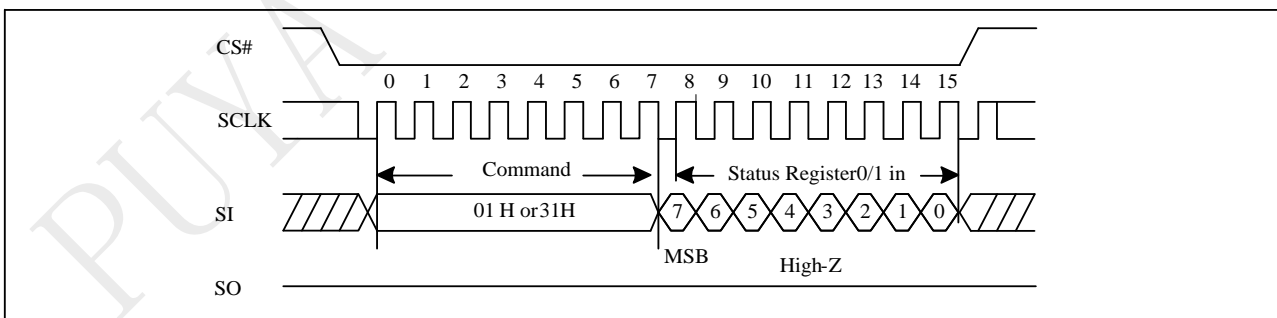 PUYA
CS#
0 1 2 3 4 5 6 7 8 9 10 11 12 13 14 15
SCLK
Command
Status Register0/1 in
SI
01 H or31H
7 6 5 4 3 2 1 0
MSB
High-Z
SO